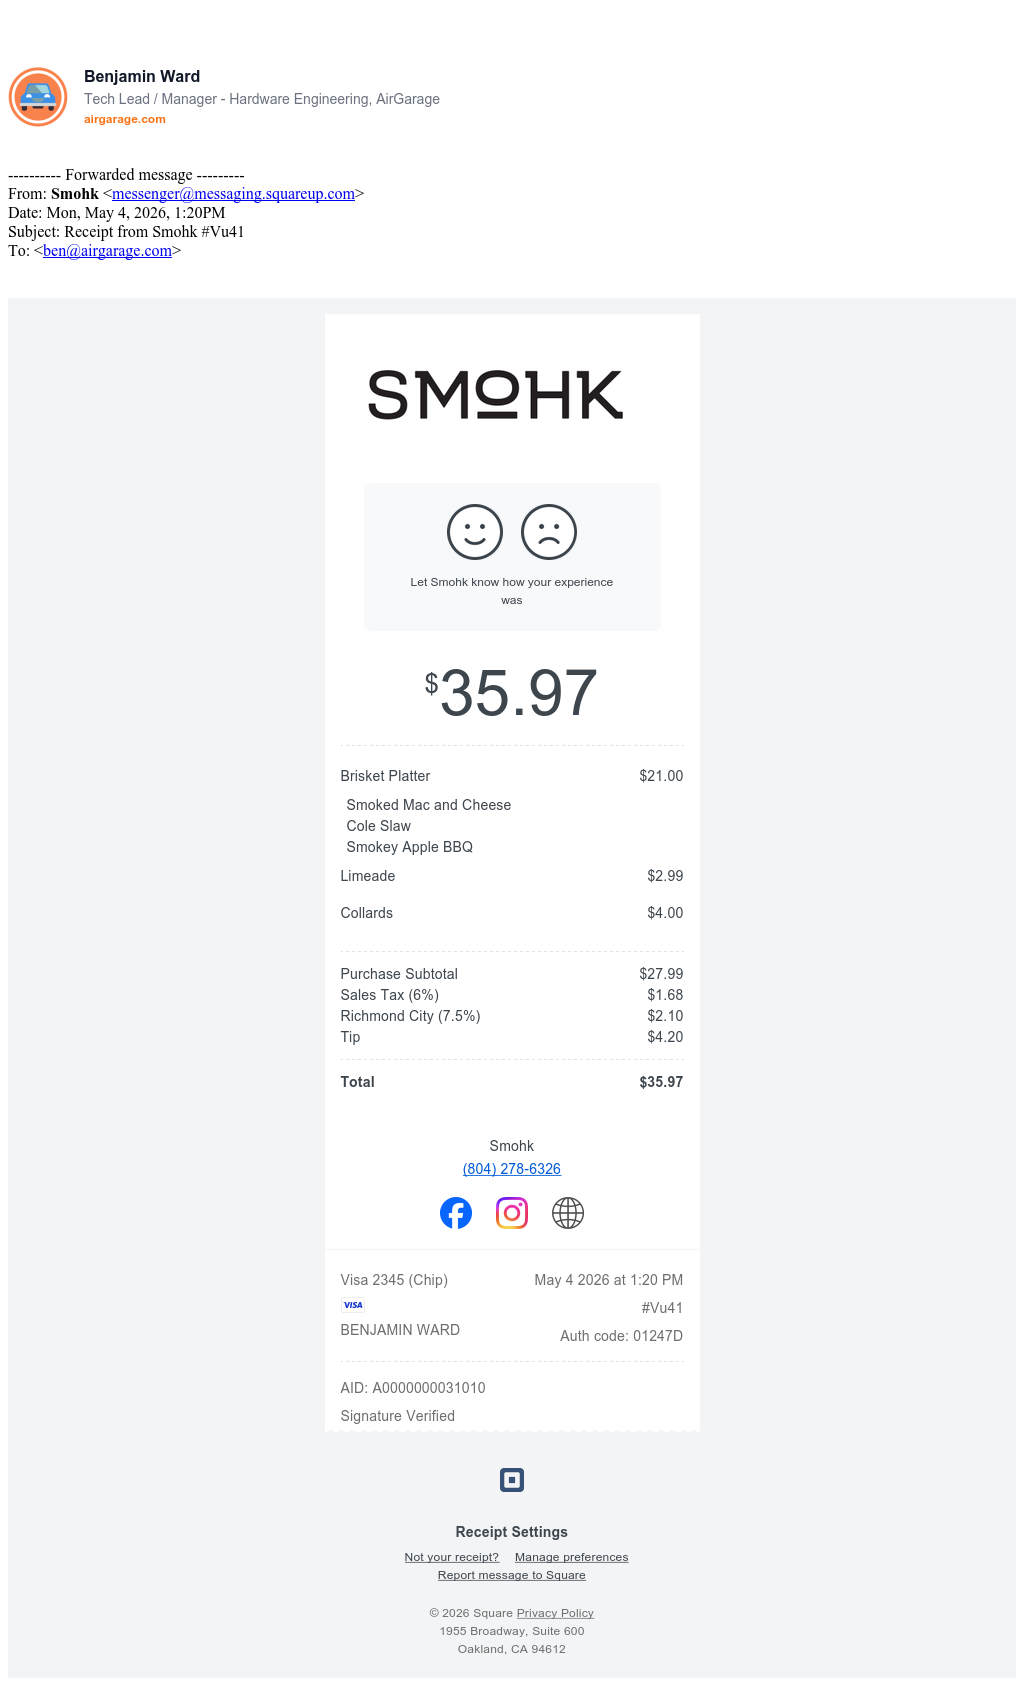 Benjamin Ward
Tech Lead / Manager - Hardware Engineering, AirGarage
airgarage.com
---------- Forwarded message ---------
From: Smohk <messenger@messaging.squareup.com>
Date: Mon, May 4, 2026, 1:20PM
Subject: Receipt from Smohk #Vu41
To: <ben@airgarage.com>
SMOHK
Let Smohk know how your experience
was
$35.97
Brisket Platter $21.00
Smoked Mac and Cheese
Cole Slaw
Smokey Apple BBQ
Limeade $2.99
Collards $4.00
Purchase Subtotal $27.99
Sales Tax (6%) $1.68
Richmond City (7.5%) $2.10
Tip $4.20
Total $35.97
Smohk
(804) 278-6326
Visa 2345 (Chip) May 4 2026 at 1:20 PM
VISA #Vu41
BENJAMIN WARD Auth code: 01247D
AID: A0000000031010
Signature Verified
Receipt Settings
Not your receipt? Manage preferences
Report message to Square
© 2026 Square Privacy Policy
1955 Broadway, Suite 600
Oakland, CA 94612